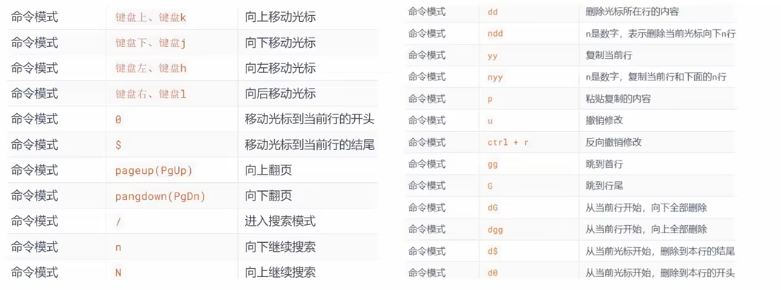 命令模式 键盘上、键盘k 向上移动光标
命令模式 键盘下、键盘j 向下移动光标
命令模式 键盘左、键盘h 向左移动光标
命令模式 键盘右、键盘l 向后移动光标
命令模式 0 移动光标到当前行的开头
命令模式 $ 移动光标到当前行的结尾
命令模式 pageup(PgUp) 向上翻页
命令模式 pangdown(PgDn) 向下翻页
命令模式 / 进入搜索模式
命令模式 n 向下继续搜索
命令模式 N 向上继续搜索
命令模式 dd 删除光标所在行的内容
命令模式 ndd n是数字，表示删除当前光标向下n行
命令模式 yy 复制当前行
命令模式 nyy n是数字，复制当前行和下面的n行
命令模式 p 粘贴复制的内容
命令模式 u 撤销修改
命令模式 ctrl + r 反向撤销修改
命令模式 gg 跳到首行
命令模式 G 跳到行尾
命令模式 dG 从当前行开始，向下全部删除
命令模式 dgg 从当前行开始，向上全部删除
命令模式 d$ 从当前光标开始，删除到本行的结尾
命令模式 d0 从当前光标开始，删除到本行的开头